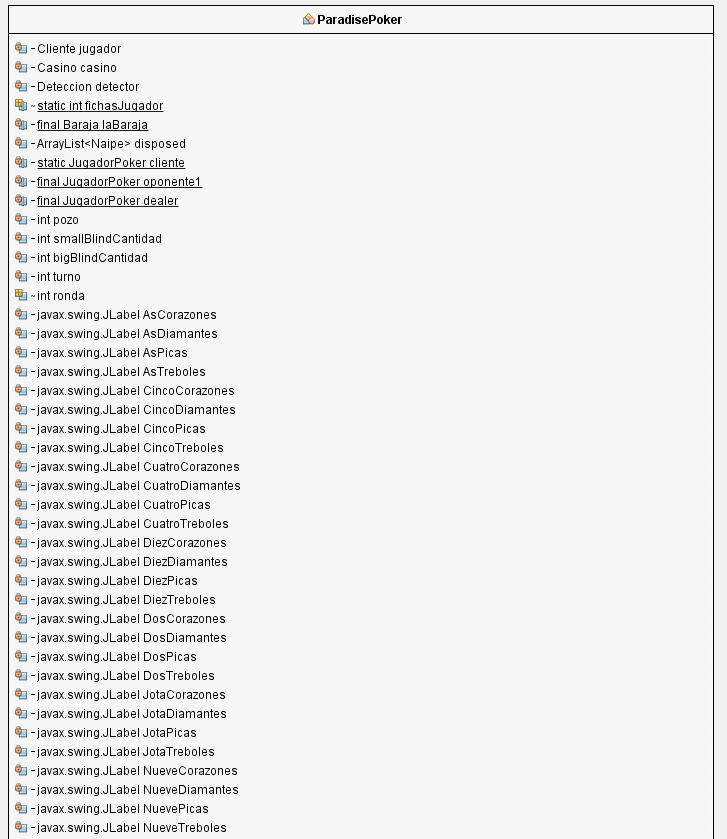 ParadisePoker
-Cliente jugador
-Casino casino
-Deteccion detector
~static int fichasJugador
-final Baraja laBaraja
-ArrayList<Naipe> disposed
-static JugadorPoker cliente
-final JugadorPoker oponente1
-final JugadorPoker dealer
-int pozo
-int smallBlindCantidad
-int bigBlindCantidad
-int turno
~int ronda
-javax.swing.JLabel AsCorazones
-javax.swing.JLabel AsDiamantes
-javax.swing.JLabel AsPicas
-javax.swing.JLabel AsTreboles
-javax.swing.JLabel CincoCorazones
-javax.swing.JLabel CincoDiamantes
-javax.swing.JLabel CincoPicas
-javax.swing.JLabel CincoTreboles
-javax.swing.JLabel CuatroCorazones
-javax.swing.JLabel CuatroDiamantes
-javax.swing.JLabel CuatroPicas
-javax.swing.JLabel CuatroTreboles
-javax.swing.JLabel DiezCorazones
-javax.swing.JLabel DiezDiamantes
-javax.swing.JLabel DiezPicas
-javax.swing.JLabel DiezTreboles
-javax.swing.JLabel DosCorazones
-javax.swing.JLabel DosDiamantes
-javax.swing.JLabel DosPicas
-javax.swing.JLabel DosTreboles
-javax.swing.JLabel JotaCorazones
-javax.swing.JLabel JotaDiamantes
-javax.swing.JLabel JotaPicas
-javax.swing.JLabel JotaTreboles
-javax.swing.JLabel NueveCorazones
-javax.swing.JLabel NueveDiamantes
-javax.swing.JLabel NuevePicas
-javax.swing.JLabel NueveTreboles